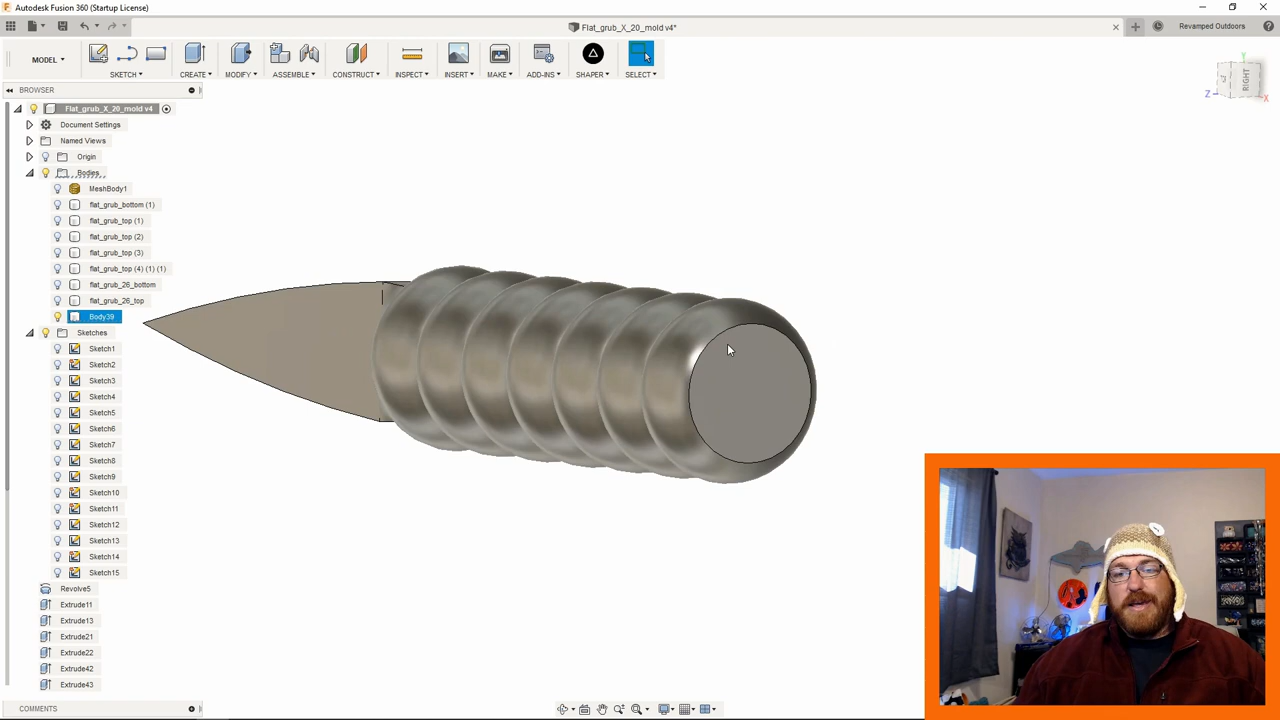 Autodesk Fusion 360 (Startup License)
Flat_grub_X_20_mold v4*
Revamped Outdoors
MODEL
SKETCH
CREATE
MODIFY
ASSEMBLE
CONSTRUCT
INSPECT
INSERT
MAKE
ADD-INS
SHAPER
SELECT
BROWSER
Flat_grub_X_20_mold v4
Document Settings
Named Views
Origin
Bodies
MeshBody1
flat_grub_bottom (1)
flat_grub_top (1)
flat_grub_top (2)
flat_grub_top (3)
flat_grub_top (4) (1) (1)
flat_grub_26_bottom
flat_grub_26_top
Body39
Sketches
Sketch1
Sketch2
Sketch3
Sketch4
Sketch5
Sketch6
Sketch7
Sketch8
Sketch9
Sketch10
Sketch11
Sketch12
Sketch13
Sketch14
Sketch15
Revolve5
Extrude11
Extrude13
Extrude21
Extrude22
Extrude42
Extrude43
COMMENTS
Y
RIGHT
Z
X